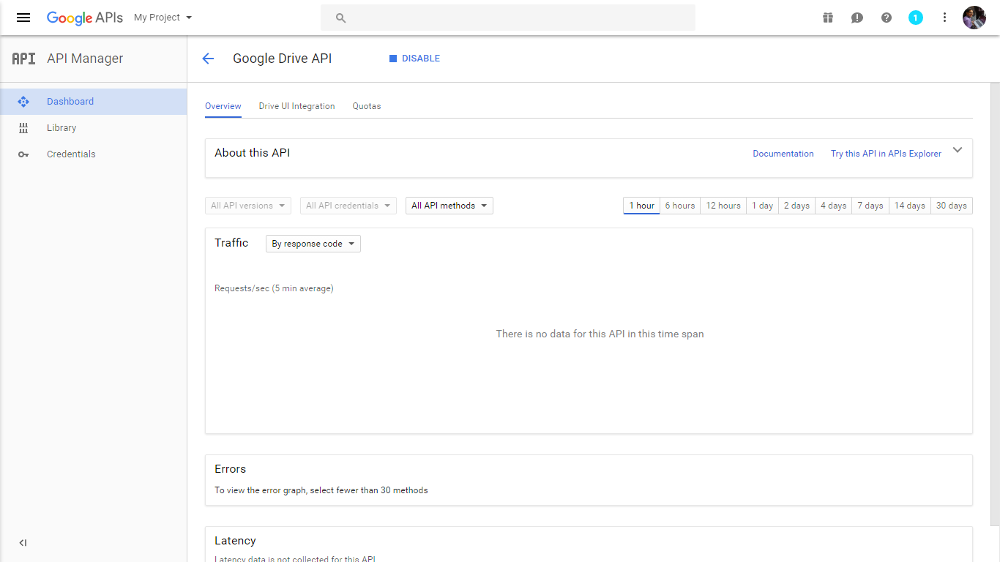 Google APIs My Project 1
API API Manager
Google Drive API DISABLE
Dashboard
Library
Credentials
Overview Drive UI Integration Quotas
About this API Documentation Try this API in APIs Explorer
All API versions All API credentials All API methods 1 hour 6 hours 12 hours 1 day 2 days 4 days 7 days 14 days 30 days
Traffic By response code
Requests/sec (5 min average)
There is no data for this API in this time span
Errors
To view the error graph, select fewer than 30 methods
Latency
Latency data is not collected for this API